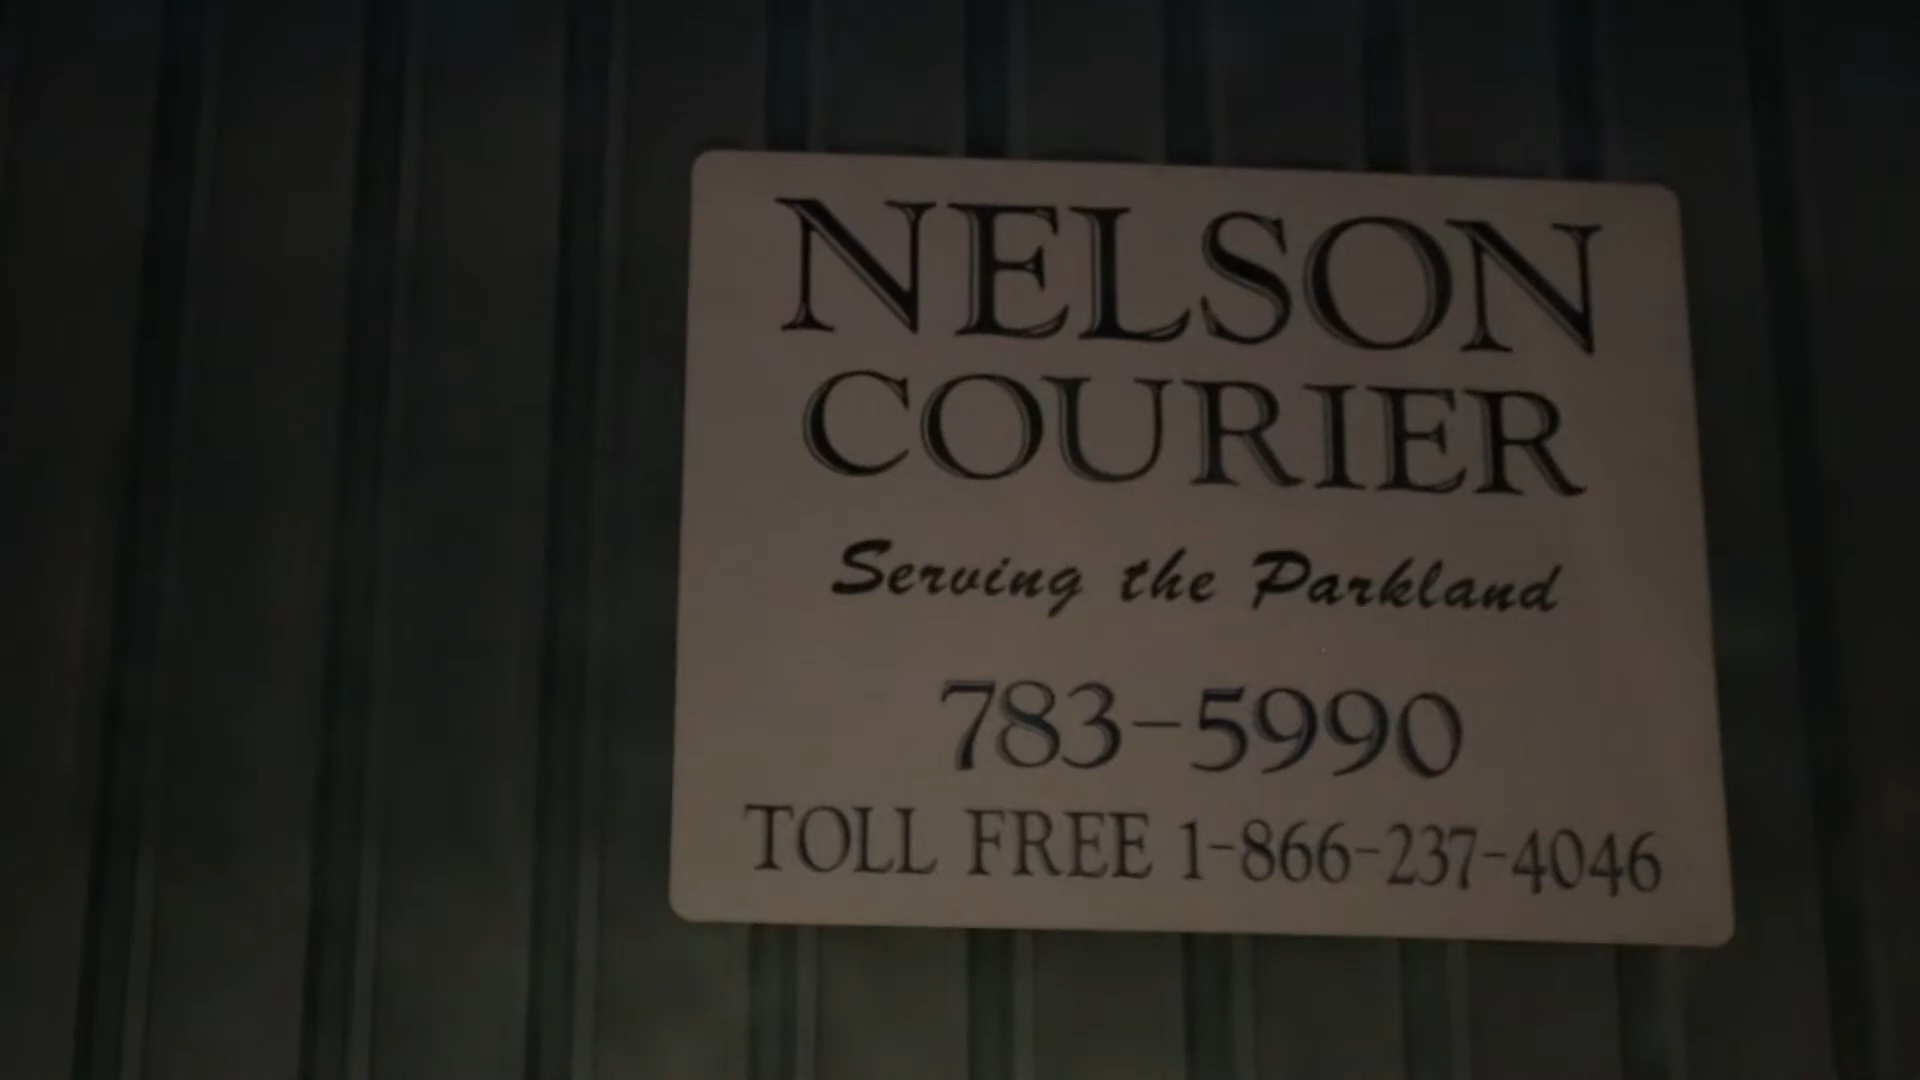 NELSON
COURIER
Serving the Parkland
783-5990
TOLL FREE 1-866-237-4046